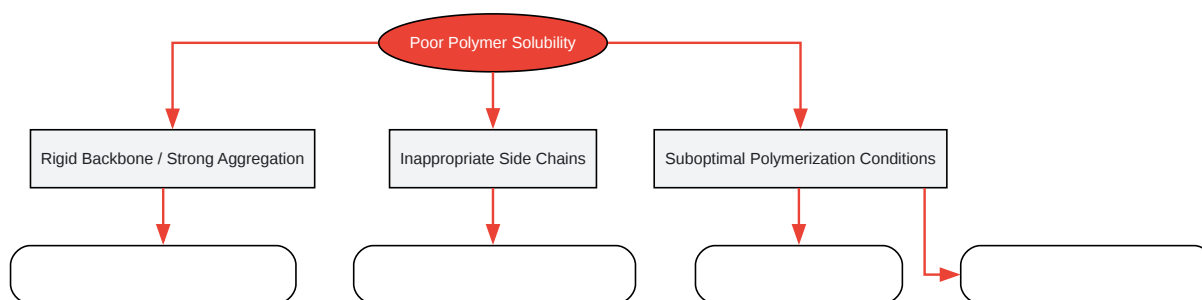 Poor Polymer Solubility
Rigid Backbone / Strong Aggregation
Inappropriate Side Chains
Suboptimal Polymerization Conditions